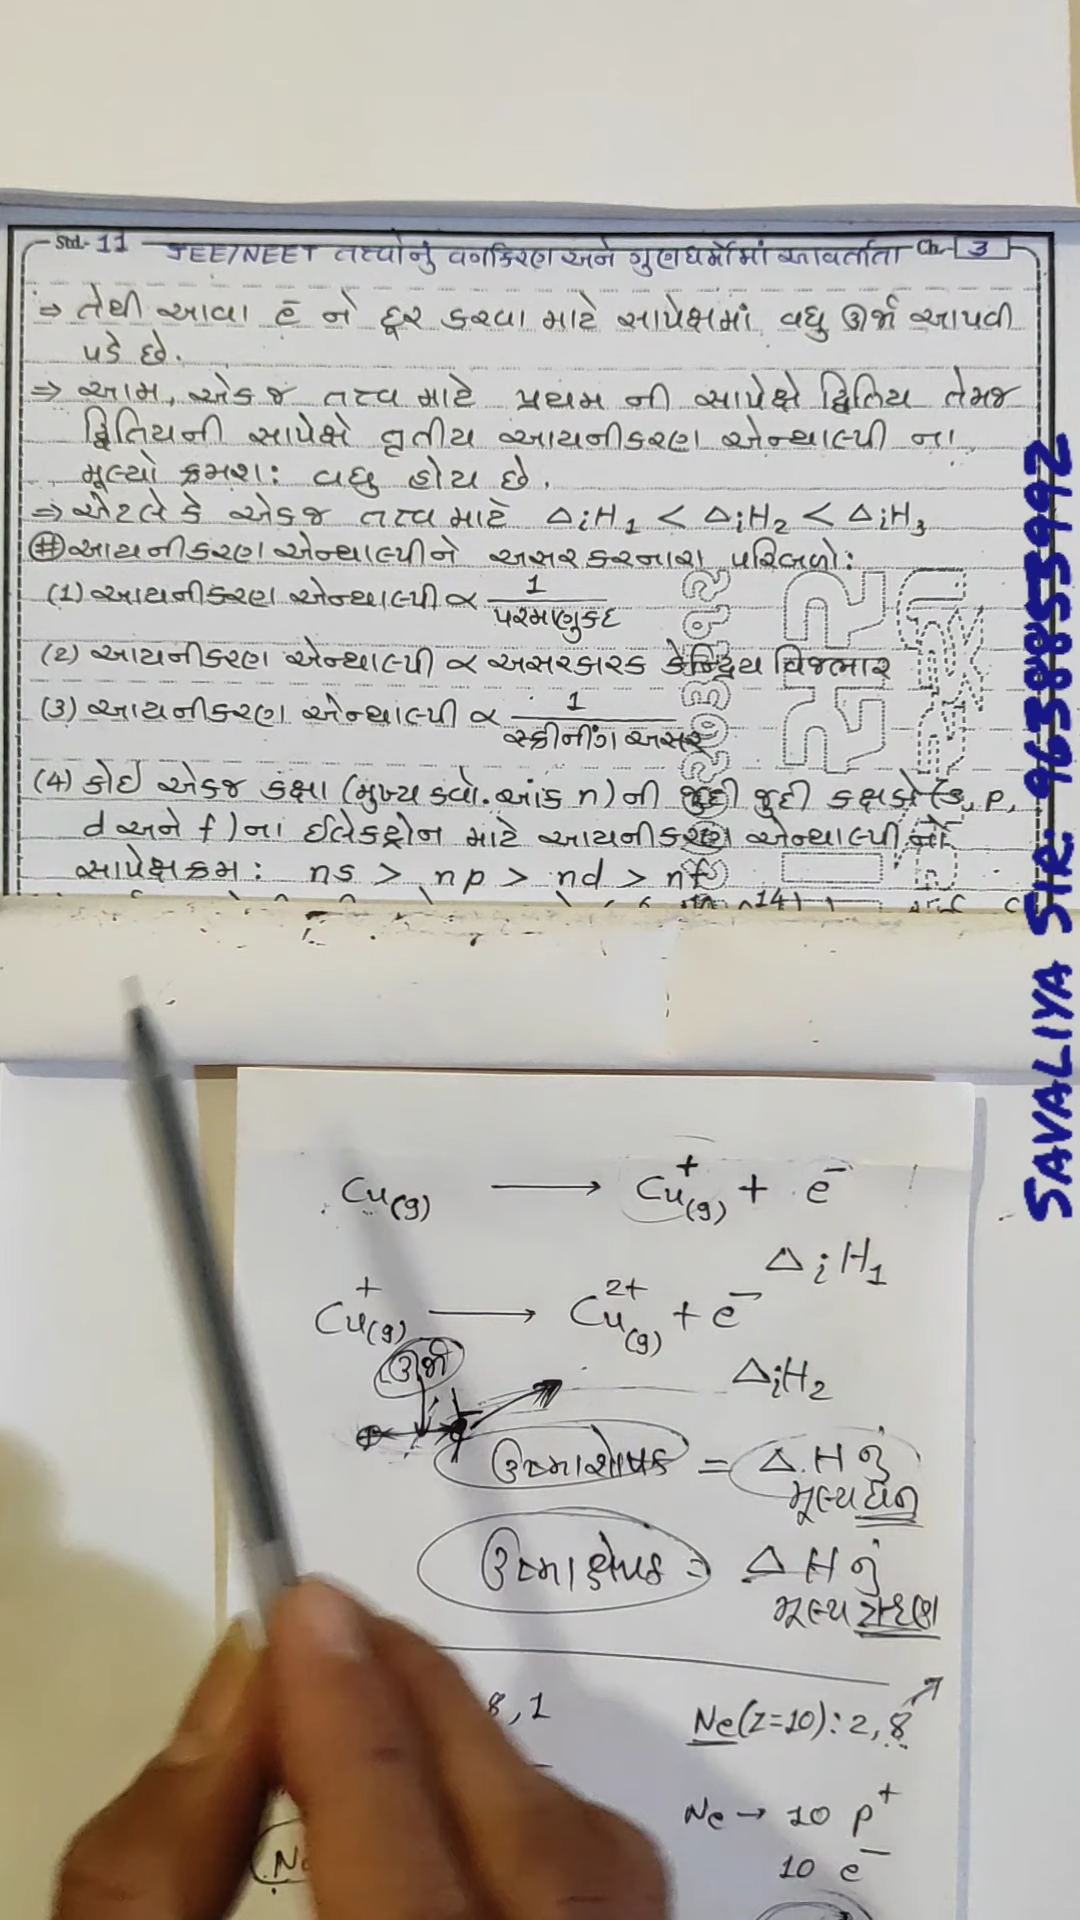 Std.- 11 JEE/NEET તત્વોનું વર્ગીકરણ અને ગુણધર્મોમાં આવર્તતા Ch. 3
⇒ તેથી આવા ē ને દૂર કરવા માટે સાપેક્ષમાં વધુ ઊર્જા આપવી
પડે છે.
⇒ આમ, એક જ તત્વ માટે પ્રથમ ની સાપેક્ષે દ્વિતિય તેમજ
દ્વિતિયની સાપેક્ષે તૃતીય આયનીકરણ એન્થાલ્પી ના
મૂલ્યો ક્રમશ: વધુ હોય છે.
⇒ એટલે કે એકજ તત્વ માટે ΔiH1 < ΔiH2 < ΔiH3
# આયનીકરણ એન્થાલ્પીને અસર કરનારા પરિબળો:
(1) આયનીકરણ એન્થાલ્પી ∝ 1
પરમાણુકદ
(2) આયનીકરણ એન્થાલ્પી ∝ અસરકારક કેન્દ્રિય વિજભાર
(3) આયનીકરણ એન્થાલ્પી ∝ 1
સ્ક્રીનીંગ અસર
(4) કોઇ એકજ કક્ષા (મુખ્ય ક્વો. આંક n) ની જુદી જુદી કક્ષકો (s, p,
d અને f) ના ઈલેક્ટ્રોન માટે આયનીકરણ એન્થાલ્પી નો
સાપેક્ષ ક્રમ: ns > np > nd > nf
14
SAVALIYA SIR: 9638853992
Cu(g) → Cu+(g) + e−
ΔiH1
Cu+(g) → Cu2+(g) + e−
ઊર્જા
ΔiH2
ઉષ્માશોષક = Δ.H નું
મૂલ્ય ધન
ઉષ્માક્ષેપક = ΔH નું
મૂલ્ય ઋણ
8, 1
Ne(Z=10): 2, 8
Ne → 10 p+
10 e−